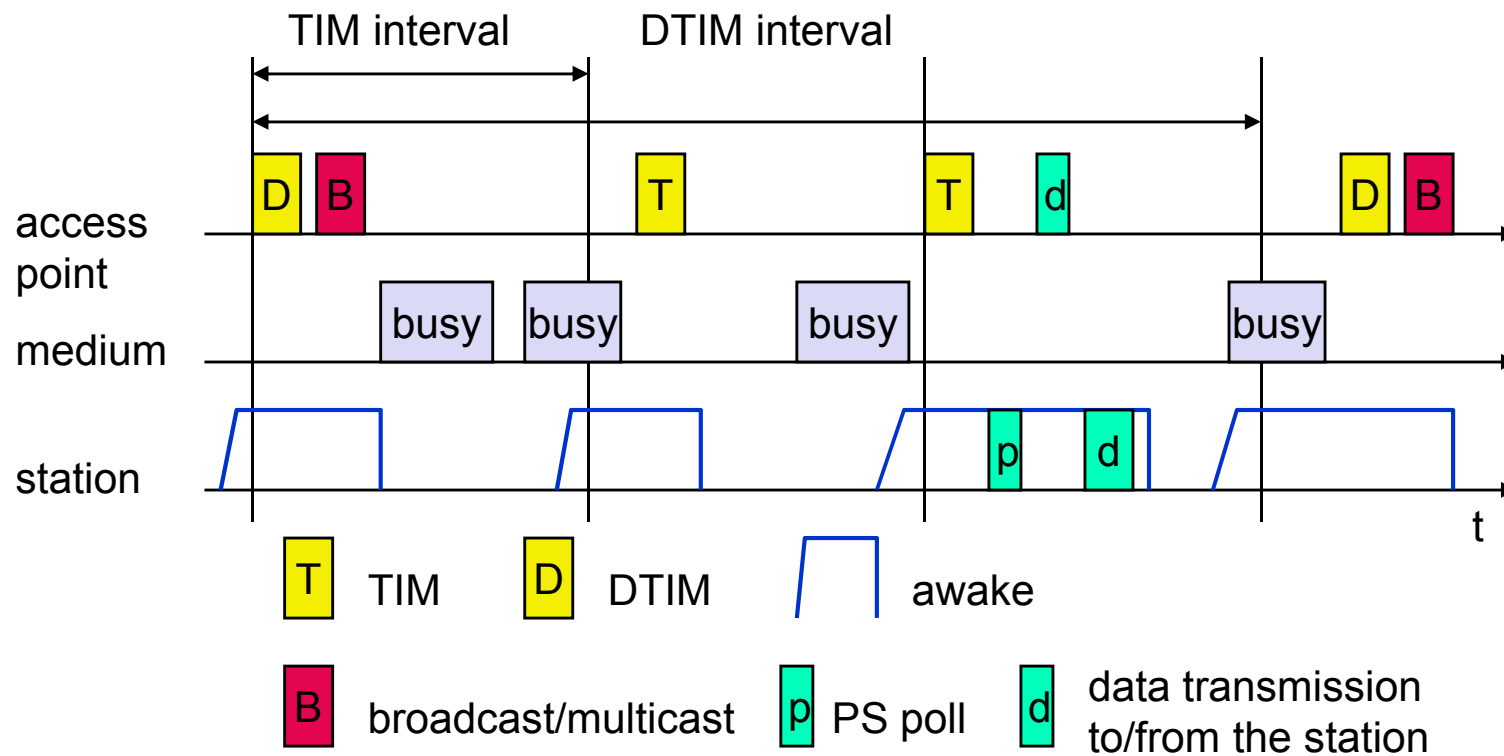 TIM interval DTIM interval
D B T T d D B
access
point
busy busy busy busy
medium
p d
station
t
T TIM D DTIM awake
B broadcast/multicast p PS poll d data transmission
to/from the station